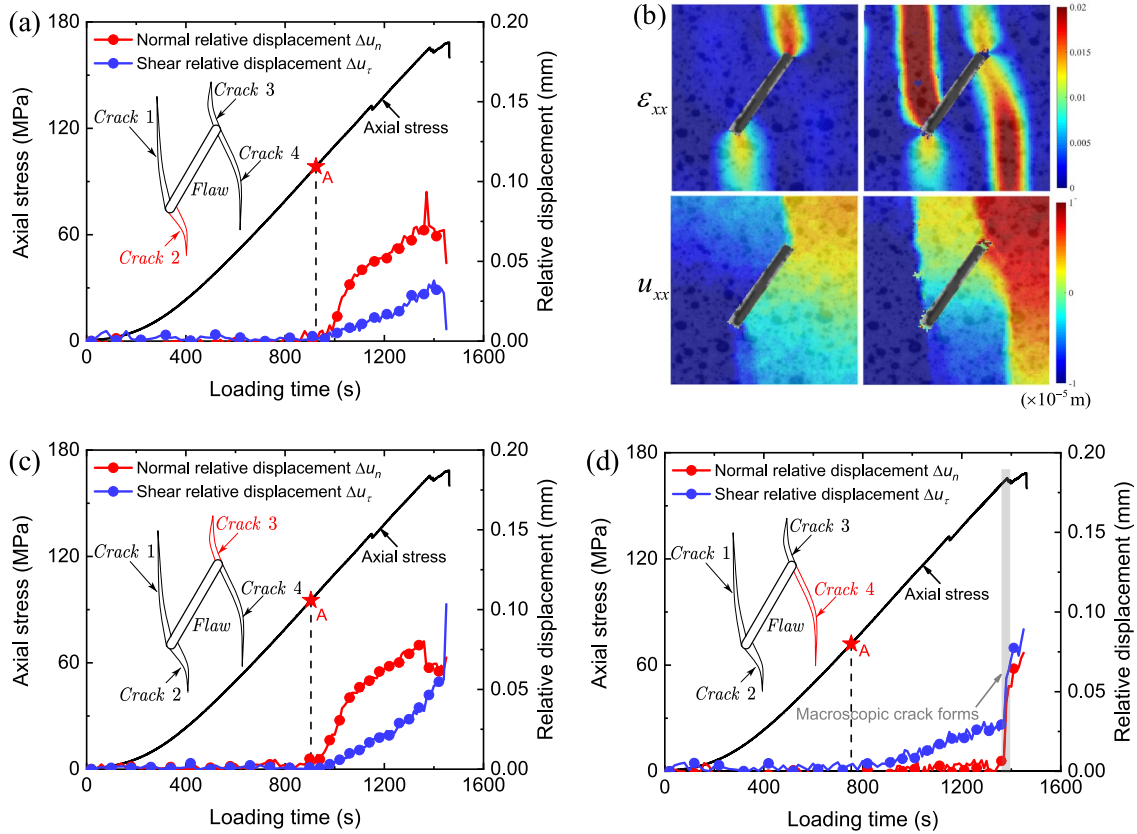 (a)
Normal relative displacement Δuₙ
Shear relative displacement Δu_τ
Crack 3
Crack 1
Crack 4
Flaw
Crack 2
Axial stress
A
Axial stress (MPa)
180
120
60
0
0.20
0.15
0.10
0.05
0.00
Relative displacement (mm)
0 400 800 1200 1600
Loading time (s)
(b)
ε_xx
u_xx
0.02
0.015
0.01
0.005
0
1
0
-1
(×10⁻⁵ m)
(c)
Normal relative displacement Δuₙ
Shear relative displacement Δu_τ
Crack 3
Crack 1
Crack 4
Flaw
Crack 2
Axial stress
A
Axial stress (MPa)
180
120
60
0
0.20
0.15
0.10
0.05
0.00
Relative displacement (mm)
0 400 800 1200 1600
Loading time (s)
(d)
Normal relative displacement Δuₙ
Shear relative displacement Δu_τ
Crack 3
Crack 1
Crack 4
Flaw
Crack 2
Axial stress
A
Macroscopic crack forms
Axial stress (MPa)
180
120
60
0
0.20
0.15
0.10
0.05
0.00
Relative displacement (mm)
0 400 800 1200 1600
Loading time (s)